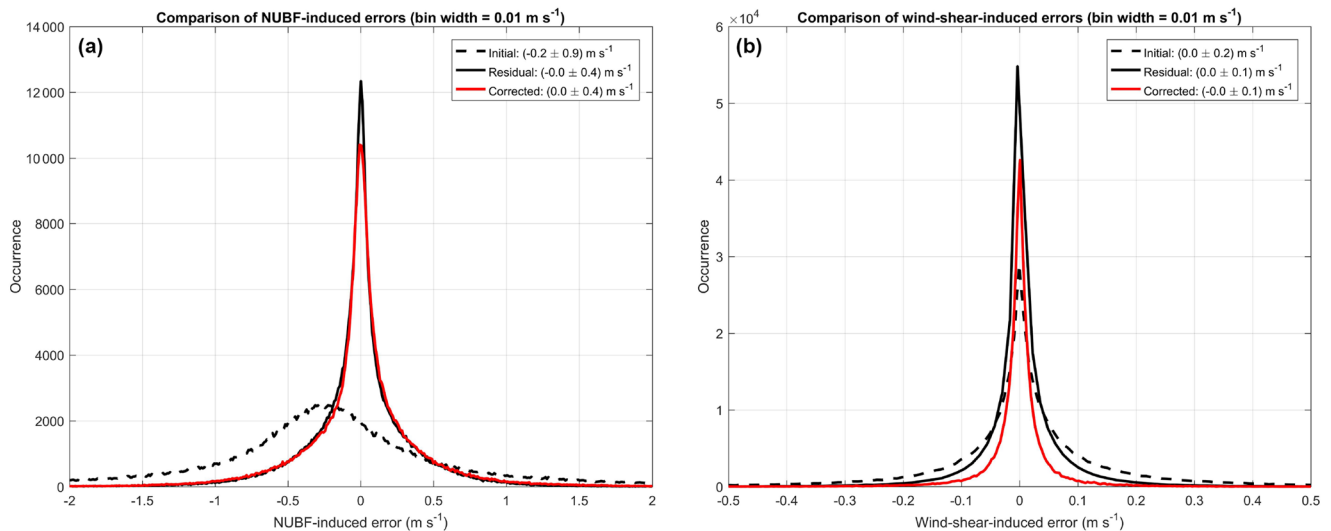 Comparison of NUBF-induced errors (bin width = 0.01 m s⁻¹)
(a)
Initial: (-0.2 ± 0.9) m s⁻¹
Residual: (-0.0 ± 0.4) m s⁻¹
Corrected: (0.0 ± 0.4) m s⁻¹
14 000
12 000
10 000
8000
6000
4000
2000
0
Occurrence
-2 -1.5 -1 -0.5 0 0.5 1 1.5 2
NUBF-induced error (m s⁻¹)
×10⁴ Comparison of wind-shear-induced errors (bin width = 0.01 m s⁻¹)
(b)
Initial: (0.0 ± 0.2) m s⁻¹
Residual: (0.0 ± 0.1) m s⁻¹
Corrected: (-0.0 ± 0.1) m s⁻¹
6
5
4
3
2
1
0
Occurrence
-0.5 -0.4 -0.3 -0.2 -0.1 0 0.1 0.2 0.3 0.4 0.5
Wind-shear-induced error (m s⁻¹)